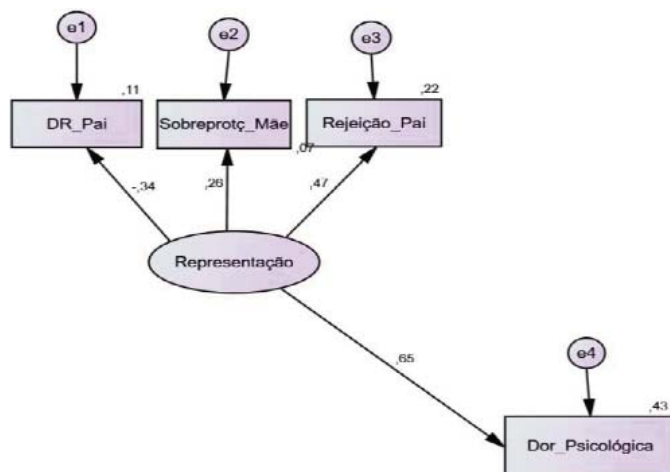 e1
e2
e3
,11
,22
DR_Pai
Sobreprotç_Mãe
Rejeição_Pai
,07
-,34
,26
,47
Representação
,65
e4
,43
Dor_Psicológica